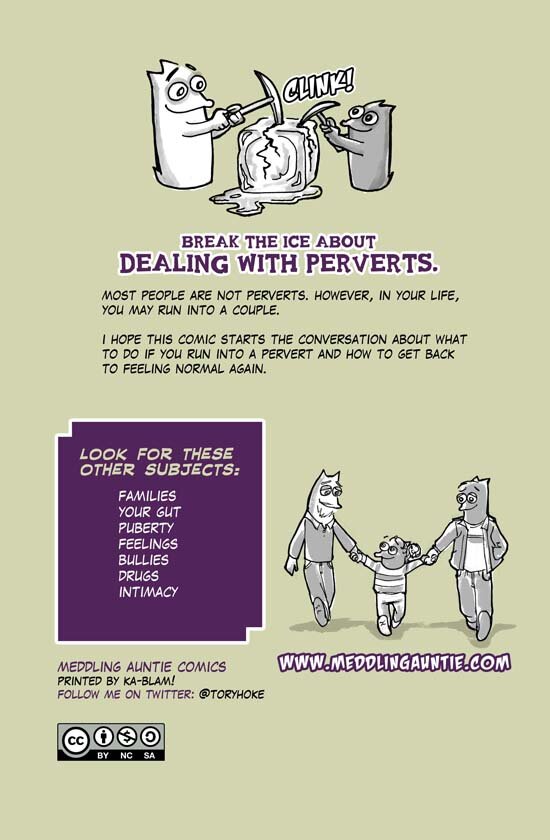 CLINK!
BREAK THE ICE ABOUT
DEALING WITH PERVERTS.
MOST PEOPLE ARE NOT PERVERTS. HOWEVER, IN YOUR LIFE,
YOU MAY RUN INTO A COUPLE.
I HOPE THIS COMIC STARTS THE CONVERSATION ABOUT WHAT
TO DO IF YOU RUN INTO A PERVERT AND HOW TO GET BACK
TO FEELING NORMAL AGAIN.
LOOK FOR THESE
OTHER SUBJECTS:
FAMILIES
YOUR GUT
PUBERTY
FEELINGS
BULLIES
DRUGS
INTIMACY
WWW.MEDDLINGAUNTIE.COM
MEDDLING AUNTIE COMICS
PRINTED BY KA-BLAM!
FOLLOW ME ON TWITTER: @TORYHOKE
CC
BY NC SA